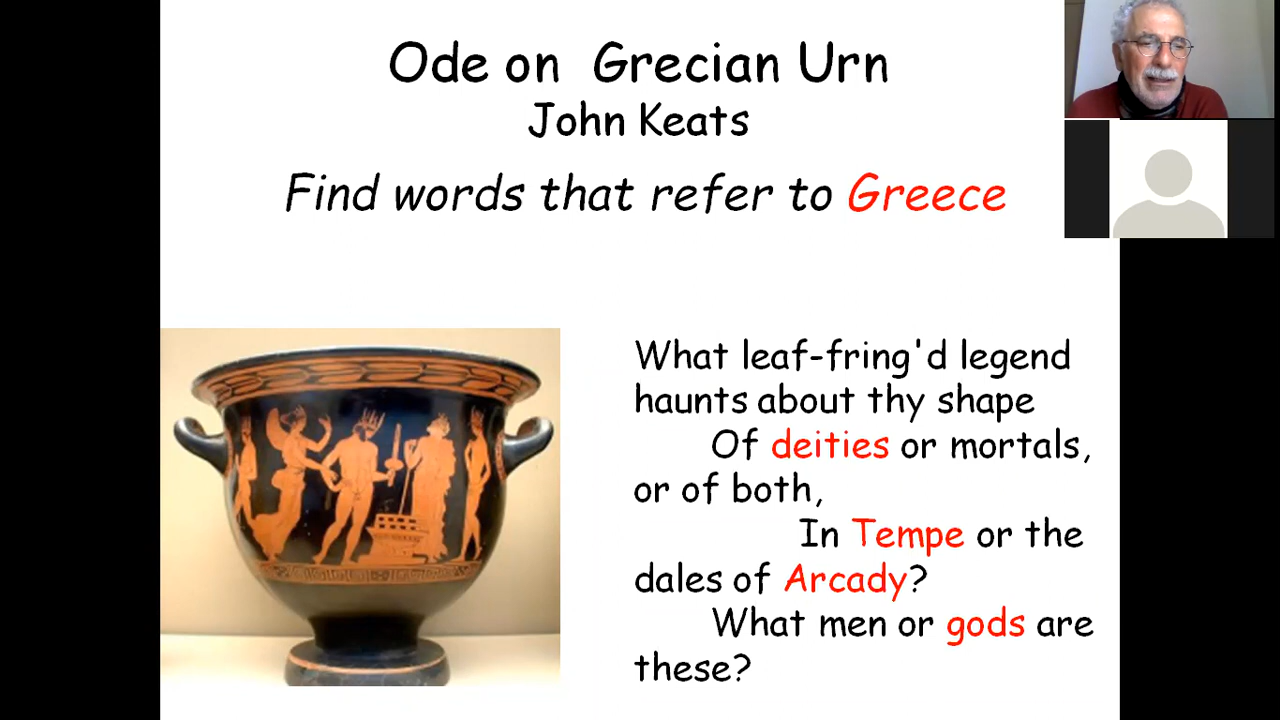 Ode on Grecian Urn
John Keats
Find words that refer to Greece
What leaf-fring'd legend
haunts about thy shape
Of deities or mortals,
or of both,
In Tempe or the
dales of Arcady?
What men or gods are
these?